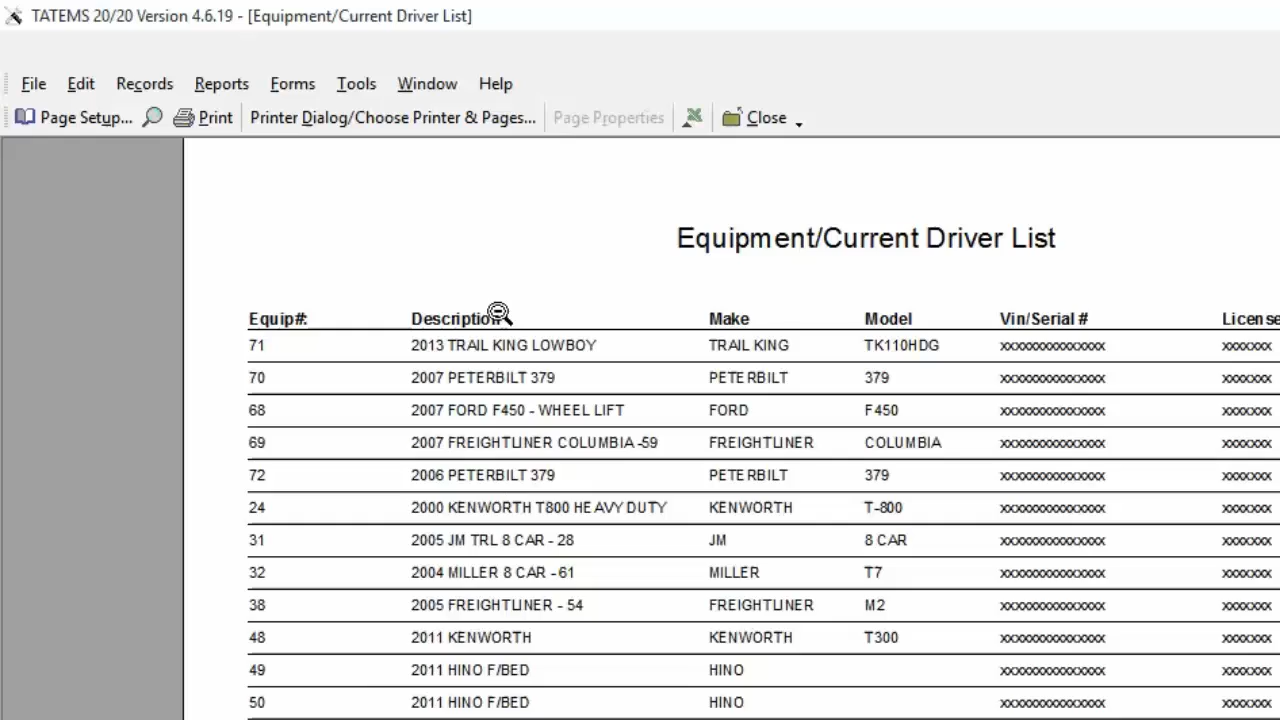 TATEMS 20/20 Version 4.6.19 - [Equipment/Current Driver List]
File Edit Records Reports Forms Tools Window Help
Page Setup... Print Printer Dialog/Choose Printer & Pages... Page Properties Close
Equipment/Current Driver List
Equip#: Description Make Model Vin/Serial # License
71 2013 TRAIL KING LOWBOY TRAIL KING TK110HDG xxxxxxxxxxxxxxx xxxxxxx
70 2007 PETERBILT 379 PETERBILT 379 xxxxxxxxxxxxxxx xxxxxxx
68 2007 FORD F450 - WHEEL LIFT FORD F450 xxxxxxxxxxxxxxx xxxxxxx
69 2007 FREIGHTLINER COLUMBIA -59 FREIGHTLINER COLUMBIA xxxxxxxxxxxxxxx xxxxxxx
72 2006 PETERBILT 379 PETERBILT 379 xxxxxxxxxxxxxxx xxxxxxx
24 2000 KENWORTH T800 HEAVY DUTY KENWORTH T-800 xxxxxxxxxxxxxxx xxxxxxx
31 2005 JM TRL 8 CAR - 28 JM 8 CAR xxxxxxxxxxxxxxx xxxxxxx
32 2004 MILLER 8 CAR - 61 MILLER T7 xxxxxxxxxxxxxxx xxxxxxx
38 2005 FREIGHTLINER - 54 FREIGHTLINER M2 xxxxxxxxxxxxxxx xxxxxxx
48 2011 KENWORTH KENWORTH T300 xxxxxxxxxxxxxxx xxxxxxx
49 2011 HINO F/BED HINO xxxxxxxxxxxxxxx xxxxxxx
50 2011 HINO F/BED HINO xxxxxxxxxxxxxxx xxxxxxx